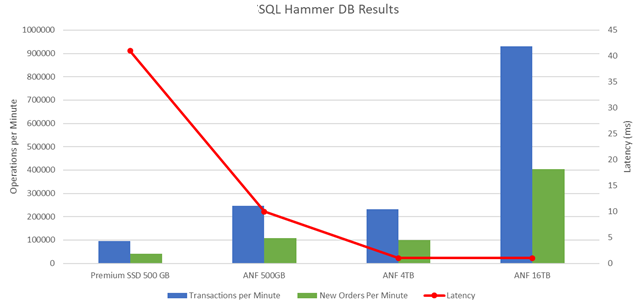 SQL Hammer DB Results
1000000
900000
800000
700000
600000
500000
400000
300000
200000
100000
0
Operations per Minute
45
40
35
30
25
20
15
10
5
0
Latency (ms)
Premium SSD 500 GB
ANF 500GB
ANF 4TB
ANF 16TB
Transactions per Minute
New Orders Per Minute
Latency